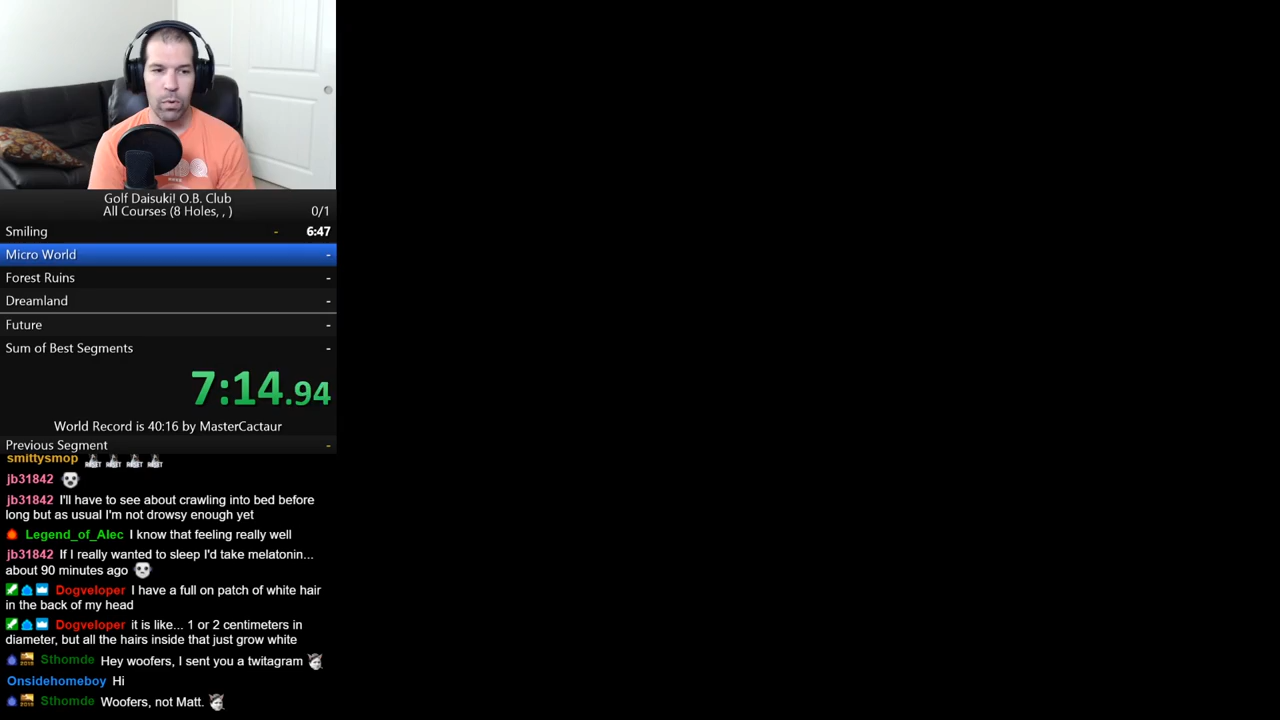 Golf Daisuki! O.B. Club
All Courses (8 Holes, , ) 0/1
Smiling - 6:47
Micro World -
Forest Ruins -
Dreamland -
Future -
Sum of Best Segments -
7:14.94
World Record is 40:16 by MasterCactaur
Previous Segment -
smittysmop
jb31842
jb31842 I'll have to see about crawling into bed before
long but as usual I'm not drowsy enough yet
Legend_of_Alec I know that feeling really well
jb31842 If I really wanted to sleep I'd take melatonin...
about 90 minutes ago
Dogveloper I have a full on patch of white hair
in the back of my head
Dogveloper it is like... 1 or 2 centimeters in
diameter, but all the hairs inside that just grow white
Sthomde Hey woofers, I sent you a twitagram
Onsidehomeboy Hi
Sthomde Woofers, not Matt.